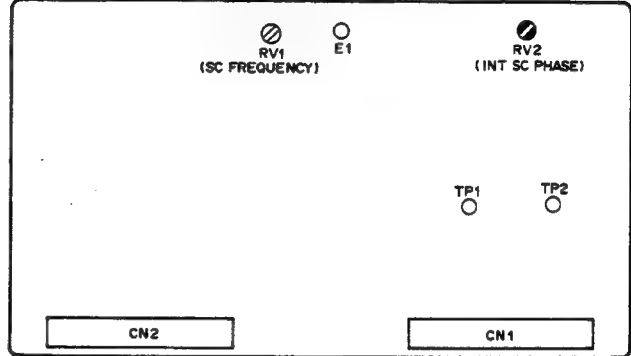 RV1
(SC FREQUENCY)
E1
RV2
(INT SC PHASE)
TP1
TP2
CN2
CN1